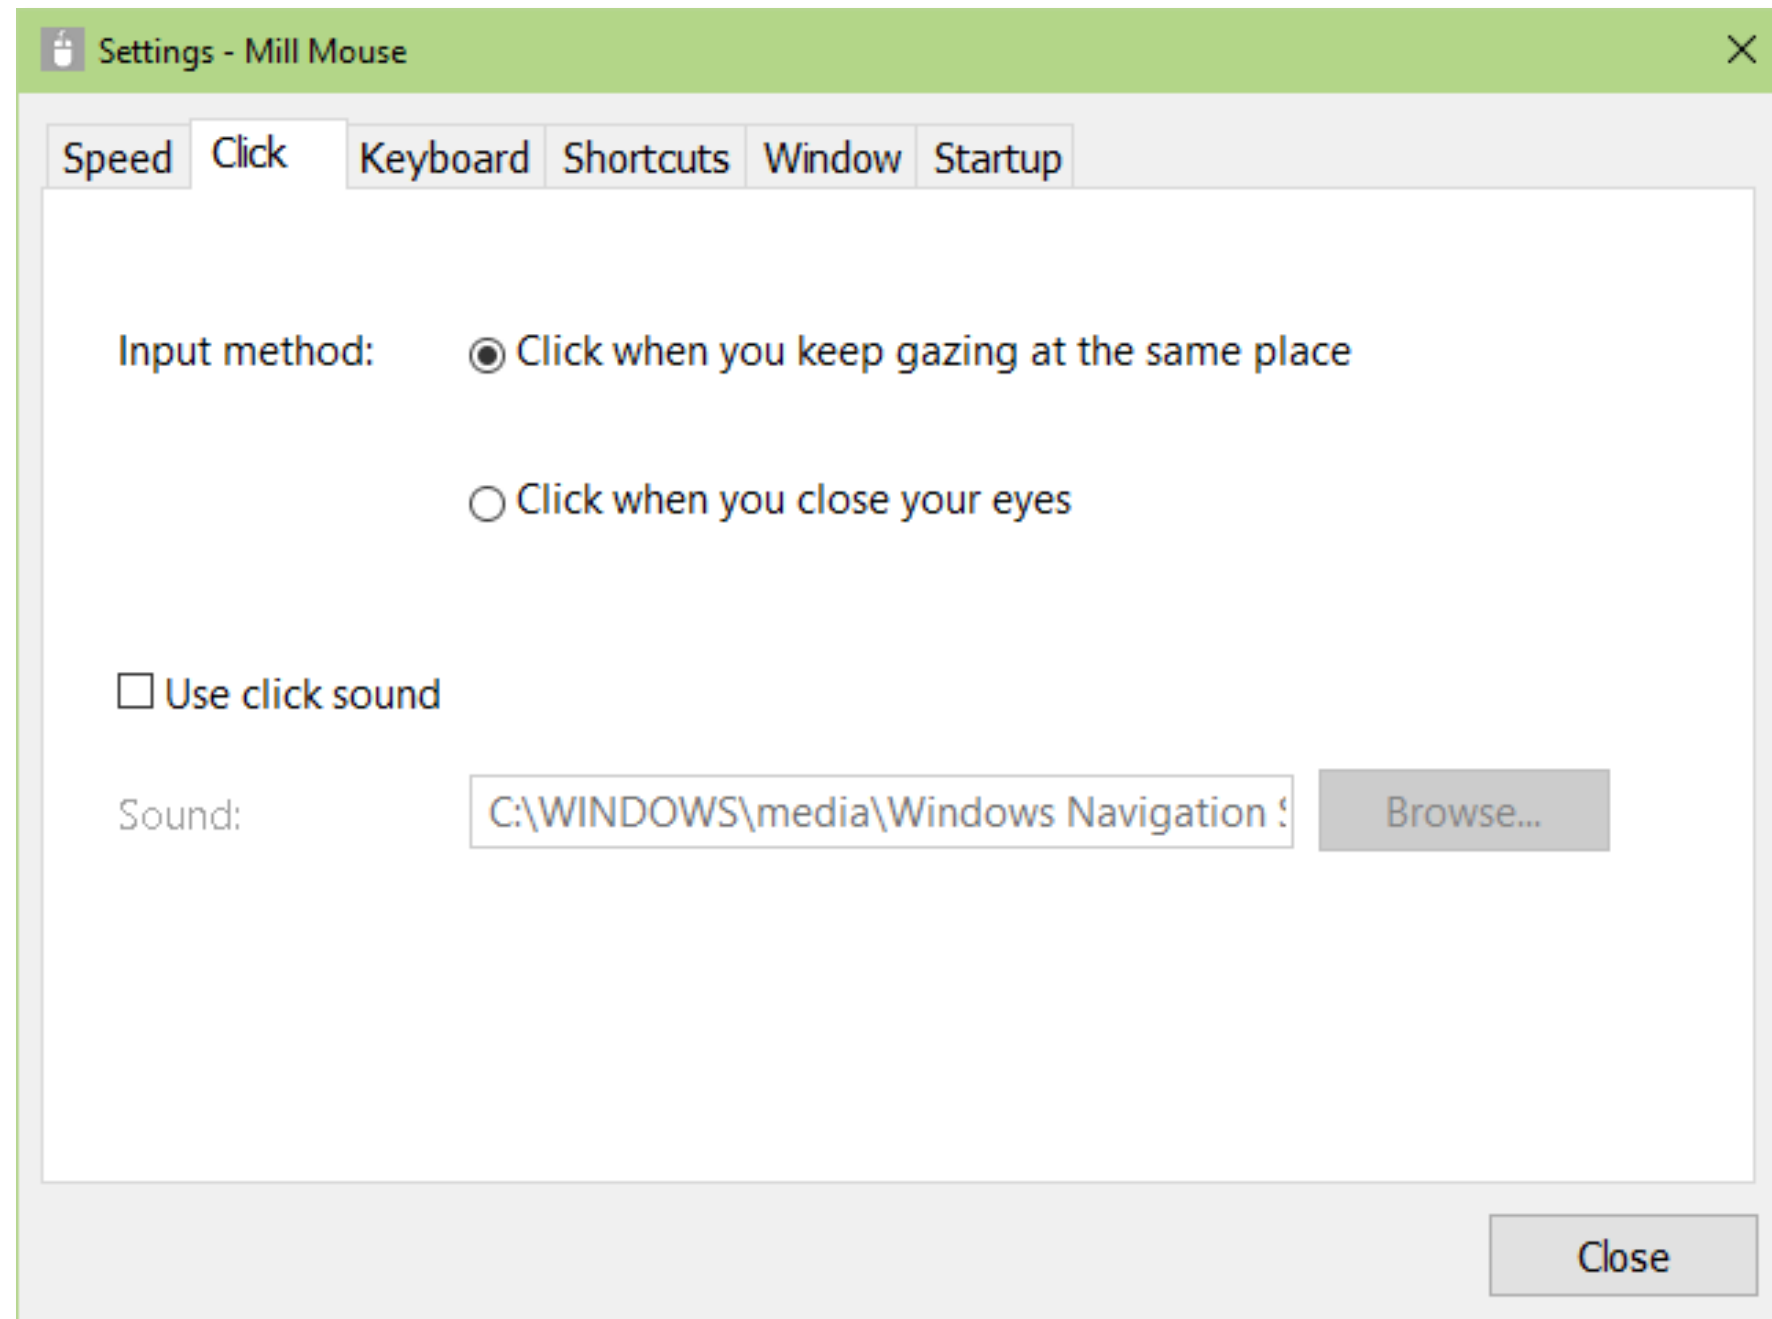 Settings - Mill Mouse
Speed Click Keyboard Shortcuts Window Startup
Input method: Click when you keep gazing at the same place
Click when you close your eyes
Use click sound
Sound: C:\WINDOWS\media\Windows Navigation Browse...
Close